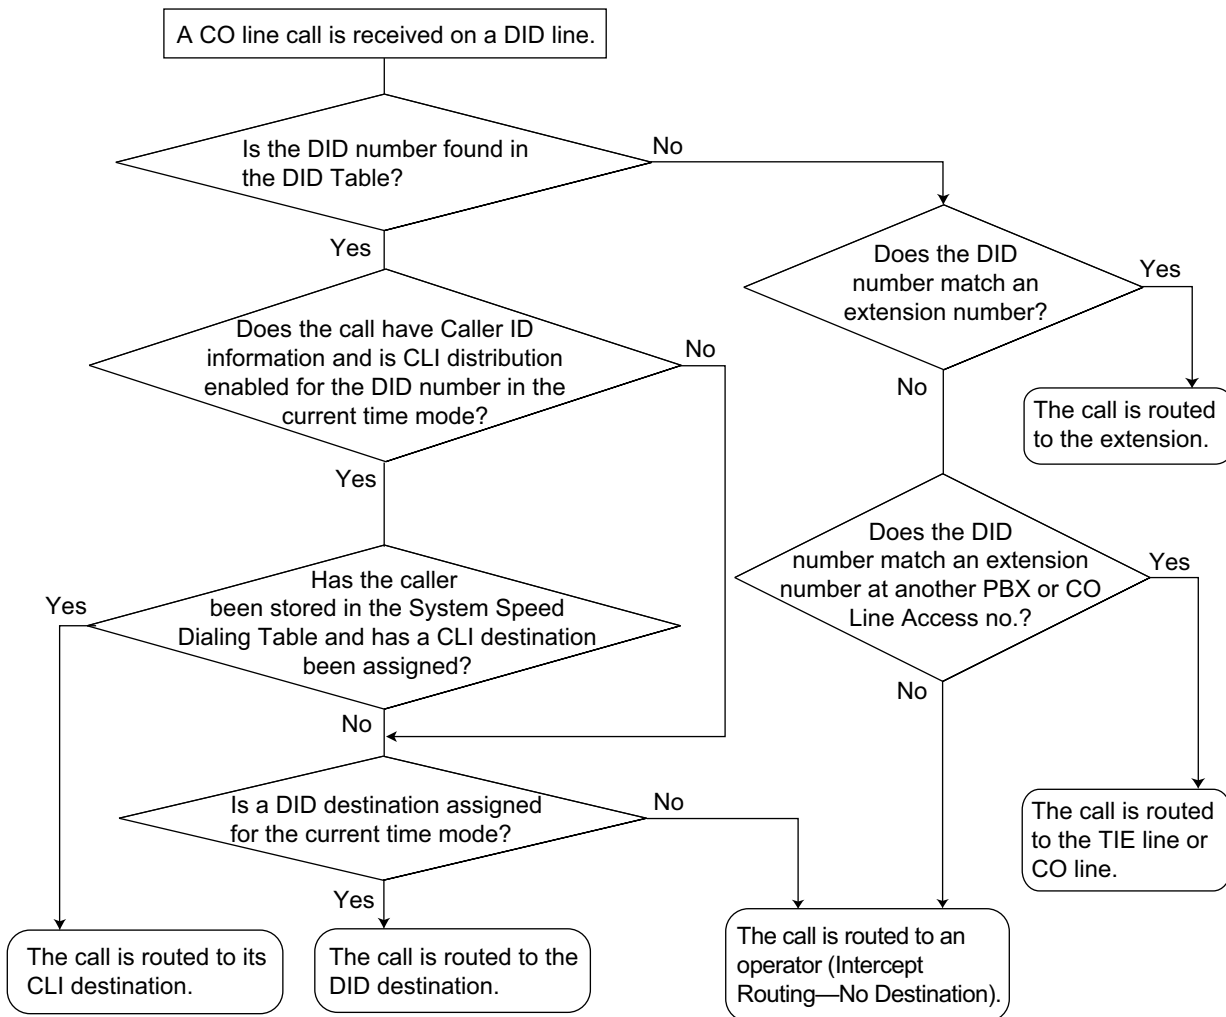 A CO line call is received on a DID line.
Is the DID number found in
the DID Table?
No
Yes
Does the DID
number match an
extension number?
Yes
No
The call is routed
to the extension.
Does the call have Caller ID
information and is CLI distribution
enabled for the DID number in the
current time mode?
No
Yes
Does the DID
number match an extension
number at another PBX or CO
Line Access no.?
Yes
No
Has the caller
been stored in the System Speed
Dialing Table and has a CLI destination
been assigned?
Yes
No
Is a DID destination assigned
for the current time mode?
No
Yes
The call is routed
to the TIE line or
CO line.
The call is routed to its
CLI destination.
The call is routed to the
DID destination.
The call is routed to an
operator (Intercept
Routing—No Destination).